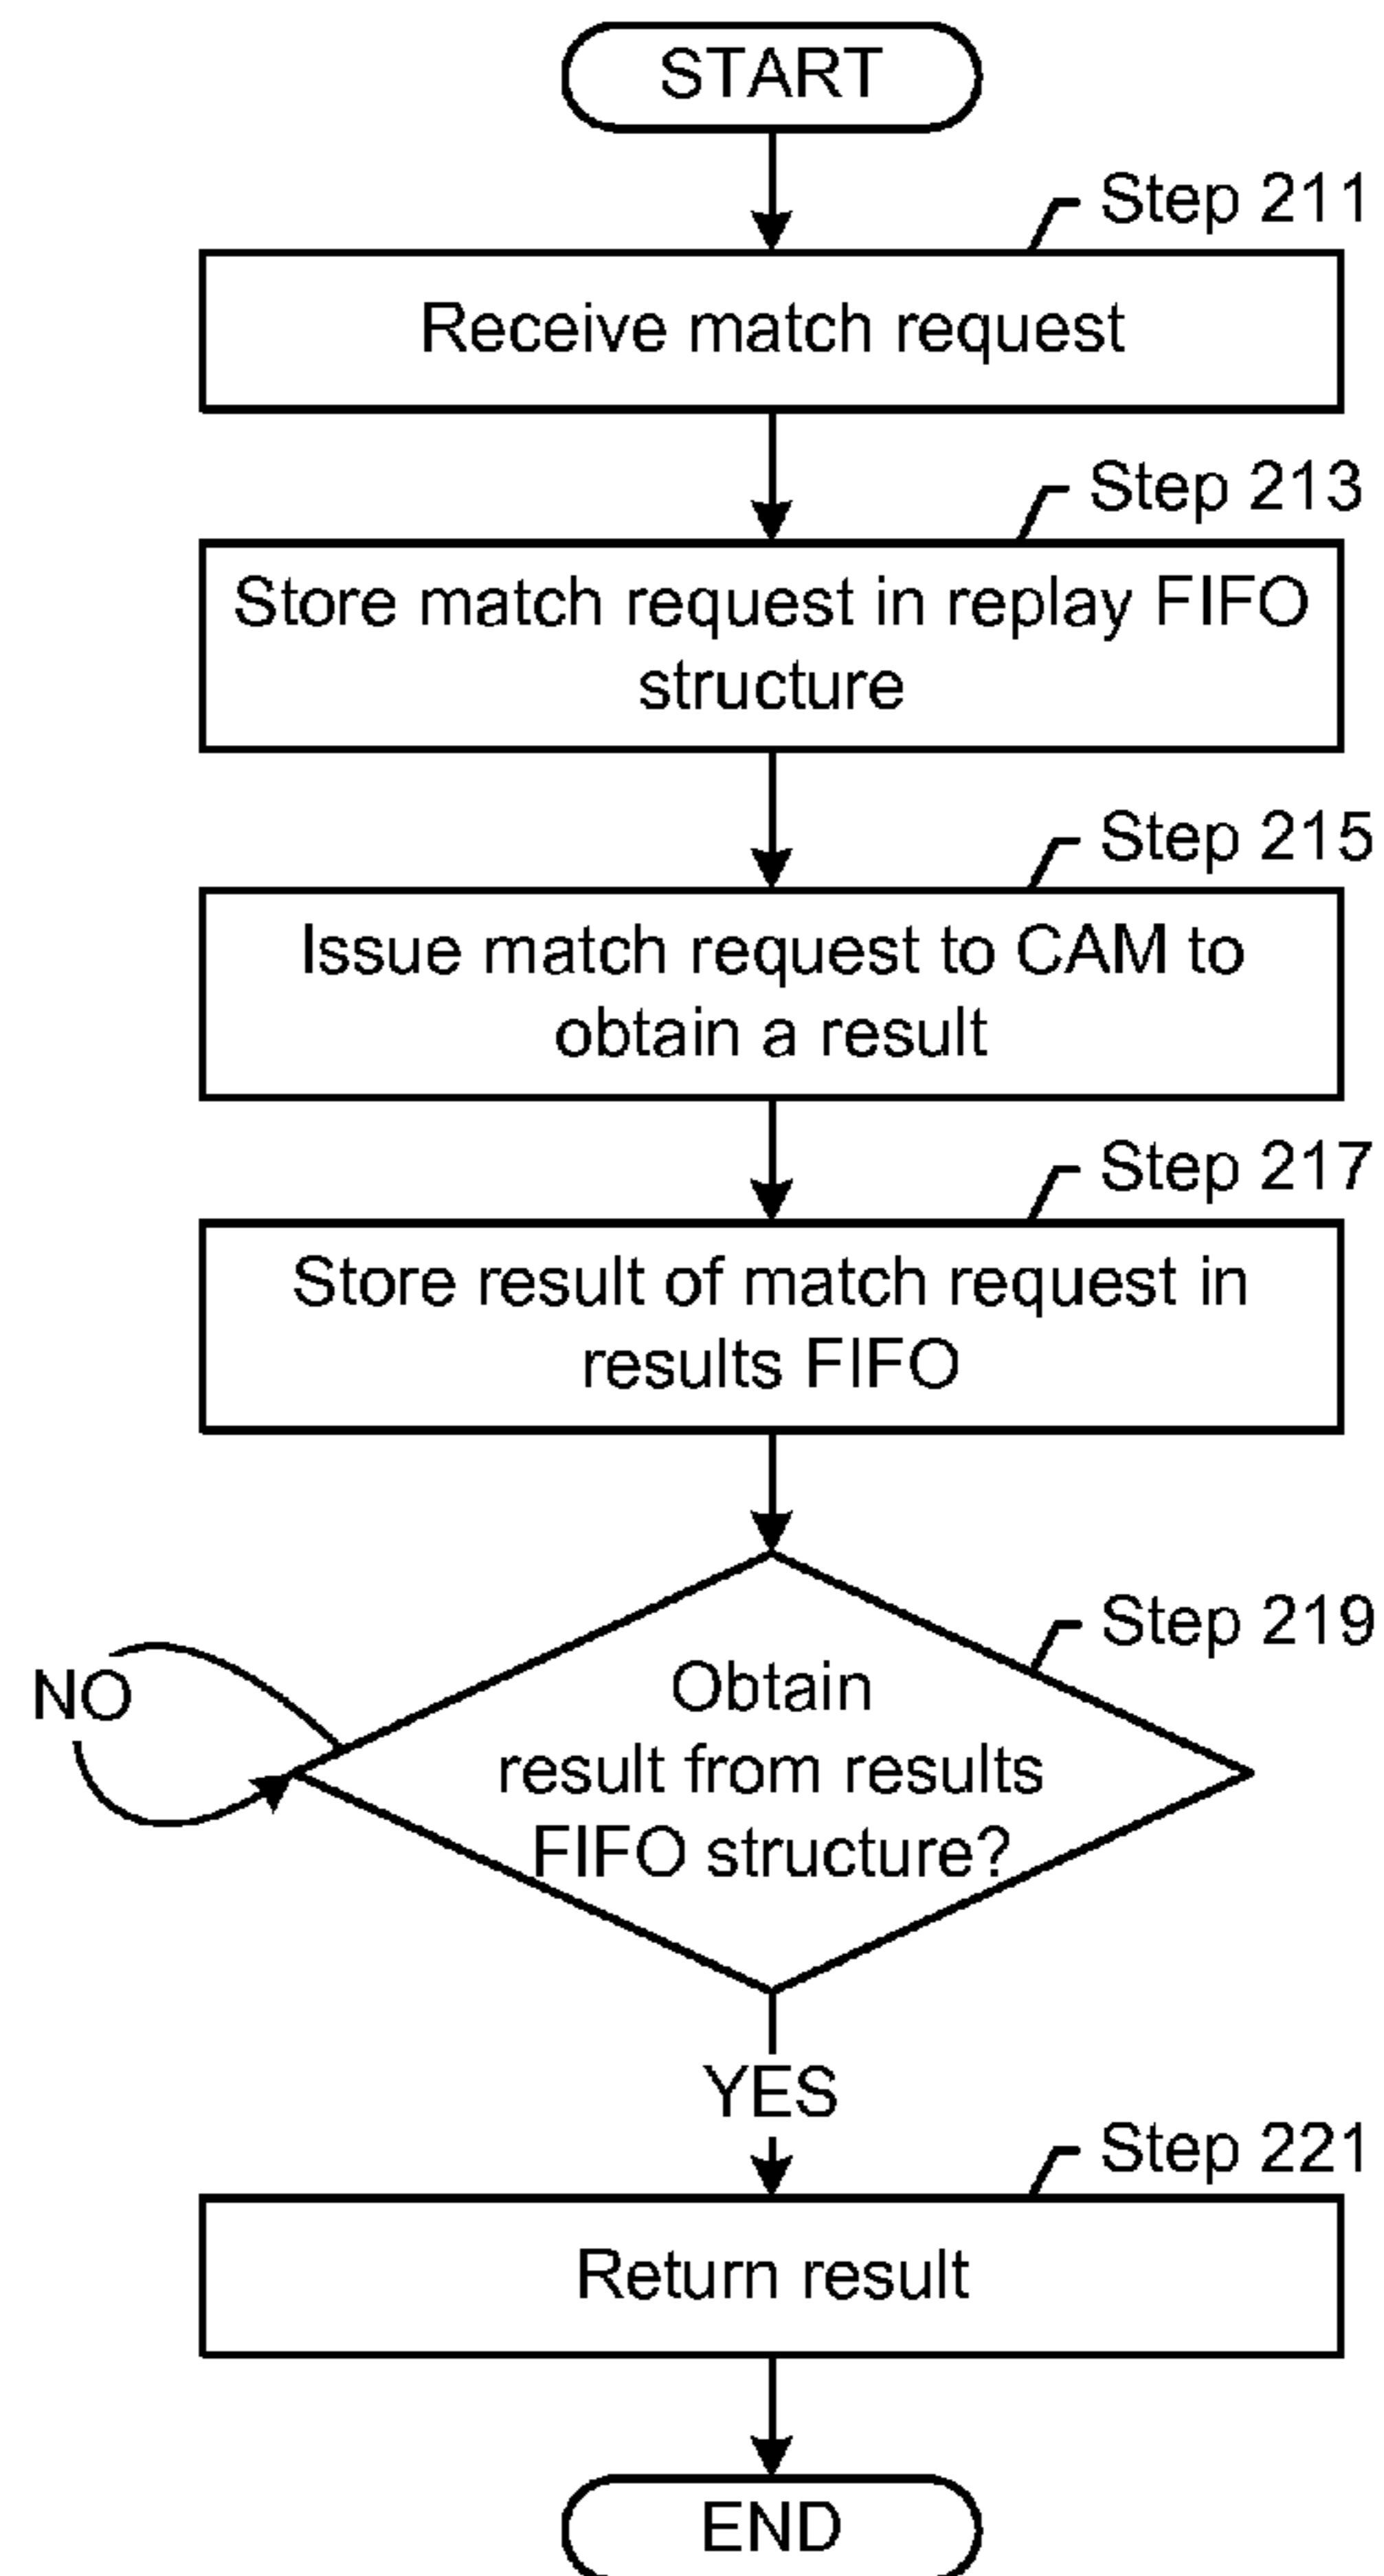 START
Step 211
Receive match request
Step 213
Store match request in replay FIFO
structure
Step 215
Issue match request to CAM to
obtain a result
Step 217
Store result of match request in
results FIFO
Step 219
Obtain
result from results
FIFO structure?
NO
YES
Step 221
Return result
END